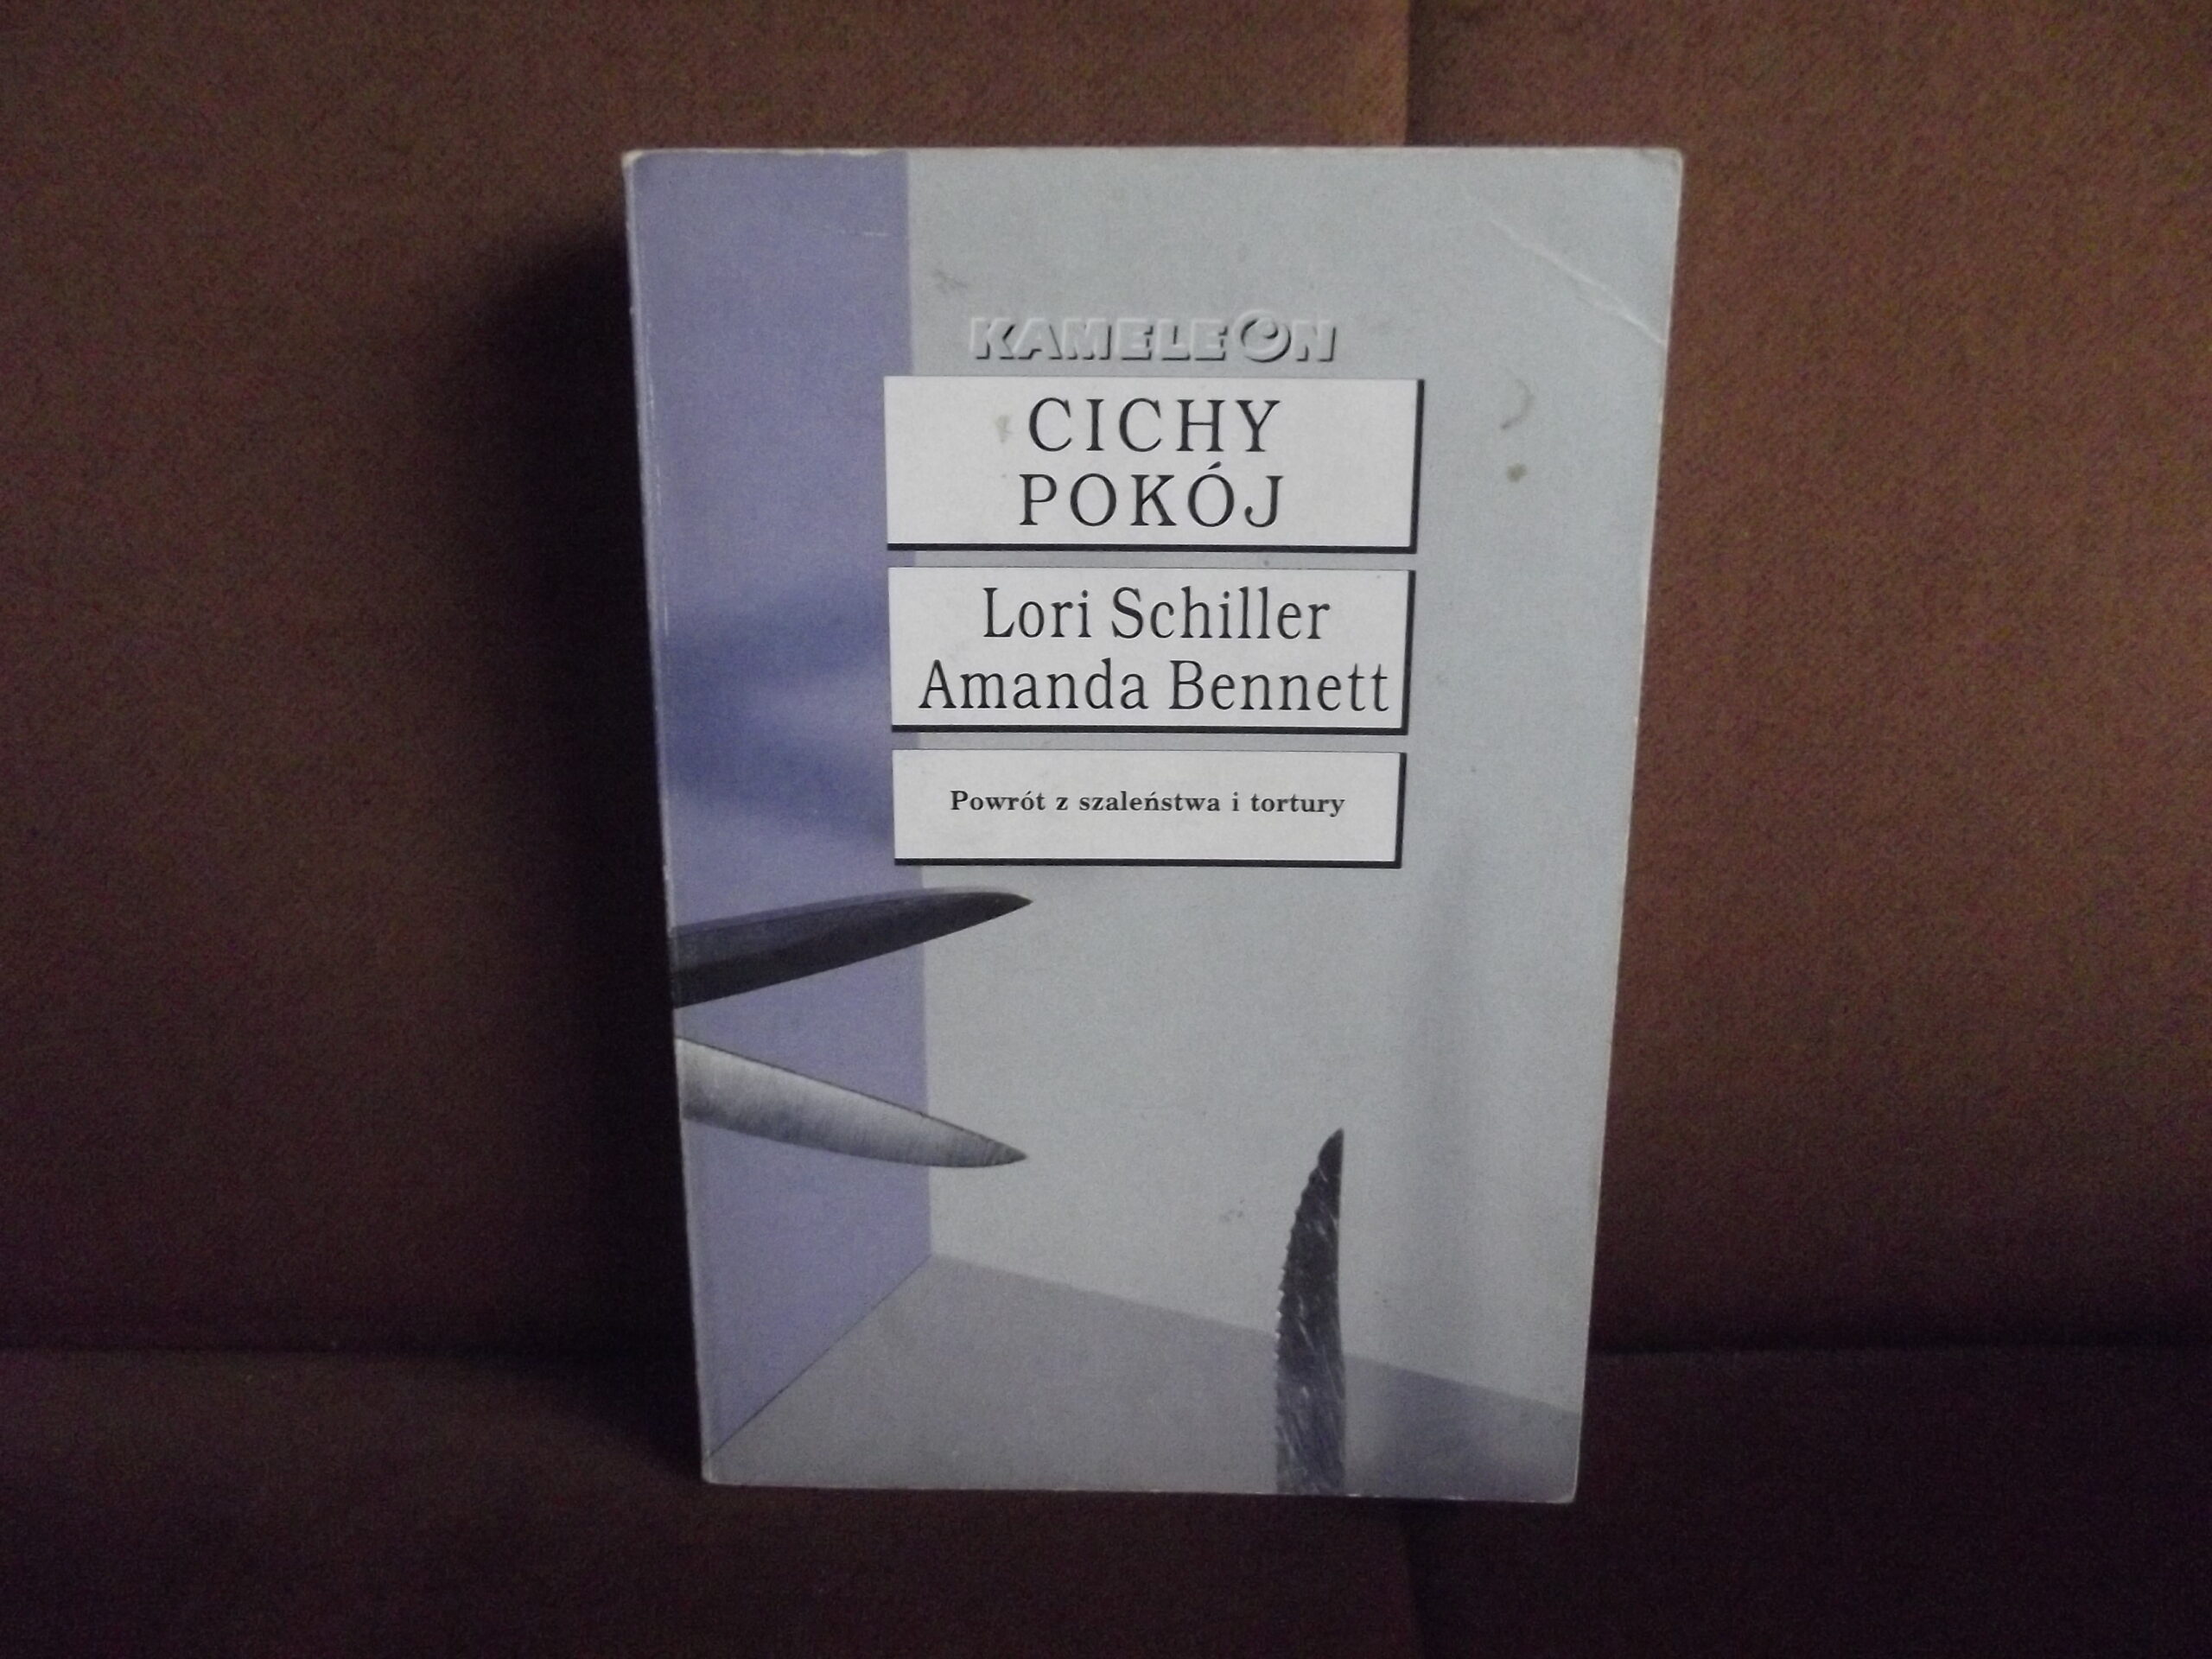 KAMELEON
CICHY
POKÓJ
Lori Schiller
Amanda Bennett
Powrót z szaleństwa i tortury